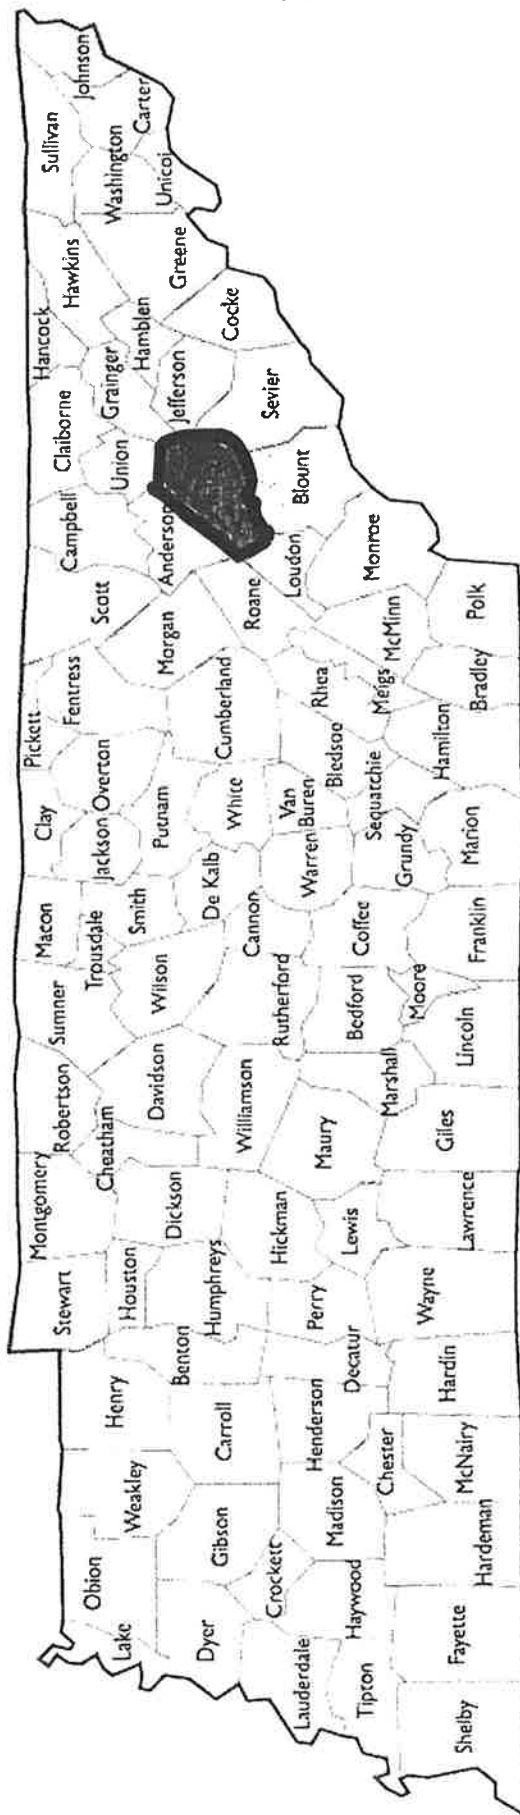 Lake
Obion
Weakley
Henry
Stewart
Montgomery
Robertson
Sumner
Macon
Clay
Pickett
Fentress
Scott
Campbell
Claiborne
Hancock
Hawkins
Sullivan
Johnson
Dyer
Gibson
Carroll
Benton
Houston
Humphreys
Dickson
Cheatham
Davidson
Wilson
Trousdale
Smith
Jackson
Overton
Putnam
Morgan
Anderson
Union
Grainger
Hamblen
Jefferson
Greene
Washington
Unicoi
Carter
Lauderdale
Crockett
Haywood
Madison
Henderson
Decatur
Perry
Hickman
Williamson
Rutherford
Cannon
De Kalb
White
Cumberland
Roane
Loudon
Blount
Sevier
Cocke
Tipton
Chester
Lewis
Maury
Marshall
Bedford
Coffee
Warren
Van
Buren
Bledsoe
Rhea
Meigs
McMinn
Monroe
Shelby
Fayette
Hardeman
McNairy
Hardin
Wayne
Lawrence
Giles
Lincoln
Moore
Franklin
Grundy
Sequatchie
Marion
Hamilton
Bradley
Polk